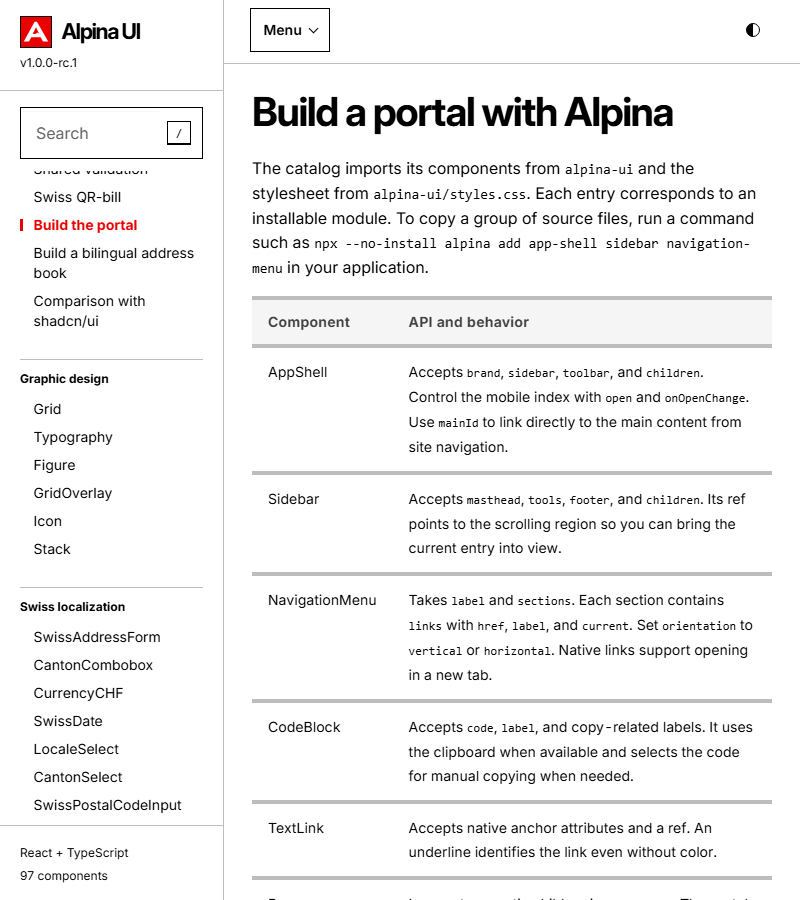 Alpina UI
v1.0.0-rc.1
Search
/
Shared validation
Swiss QR-bill
Build the portal
Build a bilingual address
book
Comparison with
shadcn/ui
Graphic design
Grid
Typography
Figure
GridOverlay
Icon
Stack
Swiss localization
SwissAddressForm
CantonCombobox
CurrencyCHF
SwissDate
LocaleSelect
CantonSelect
SwissPostalCodeInput
React + TypeScript
97 components
Menu
Build a portal with Alpina
The catalog imports its components from alpina-ui and the
stylesheet from alpina-ui/styles.css. Each entry corresponds to an
installable module. To copy a group of source files, run a command
such as npx --no-install alpina add app-shell sidebar navigation-
menu in your application.
Component API and behavior
AppShell Accepts brand, sidebar, toolbar, and children.
Control the mobile index with open and onOpenChange.
Use mainId to link directly to the main content from
site navigation.
Sidebar Accepts masthead, tools, footer, and children. Its ref
points to the scrolling region so you can bring the
current entry into view.
NavigationMenu Takes label and sections. Each section contains
links with href, label, and current. Set orientation to
vertical or horizontal. Native links support opening
in a new tab.
CodeBlock Accepts code, label, and copy-related labels. It uses
the clipboard when available and selects the code
for manual copying when needed.
TextLink Accepts native anchor attributes and a ref. An
underline identifies the link even without color.